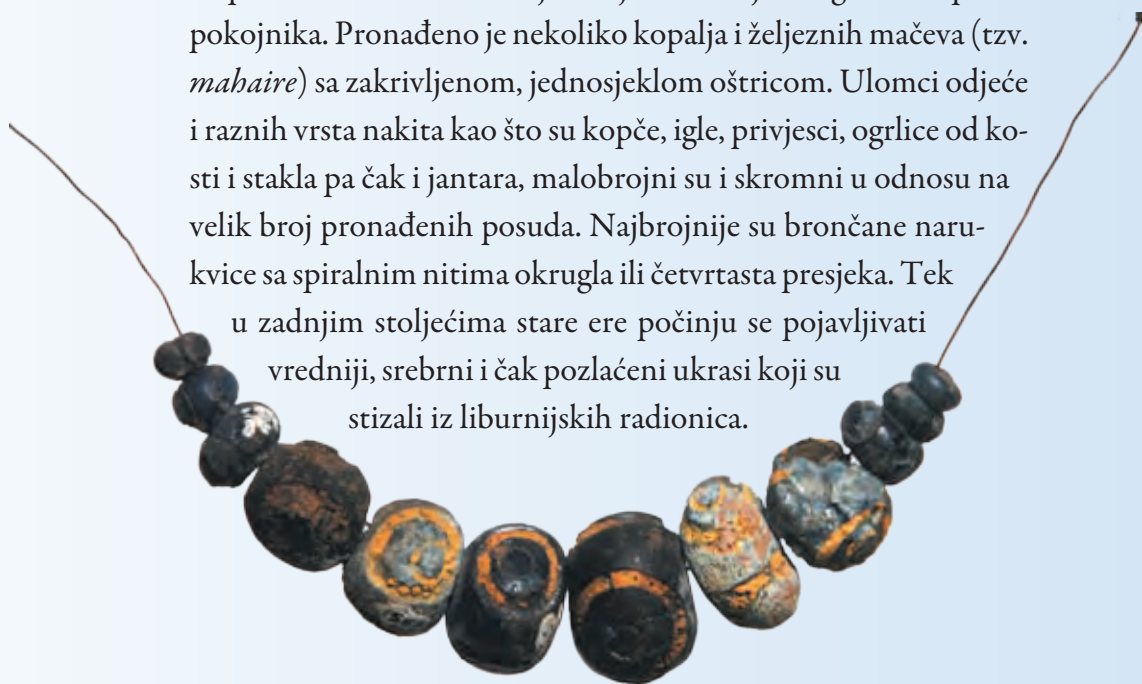 pokojnika. Pronađeno je nekoliko kopalja i željeznih mačeva (tzv.
mahaire) sa zakrivljenom, jednosjeklom oštricom. Ulomci odjeće
i raznih vrsta nakita kao što su kopče, igle, privjesci, ogrlice od ko-
sti i stakla pa čak i jantara, malobrojni su i skromni u odnosu na
velik broj pronađenih posuda. Najbrojnije su brončane naru-
kvice sa spiralnim nitima okrugla ili četvrtasta presjeka. Tek
u zadnjim stoljećima stare ere počinju se pojavljivati
vredniji, srebrni i čak pozlaćeni ukrasi koji su
stizali iz liburnijskih radionica.